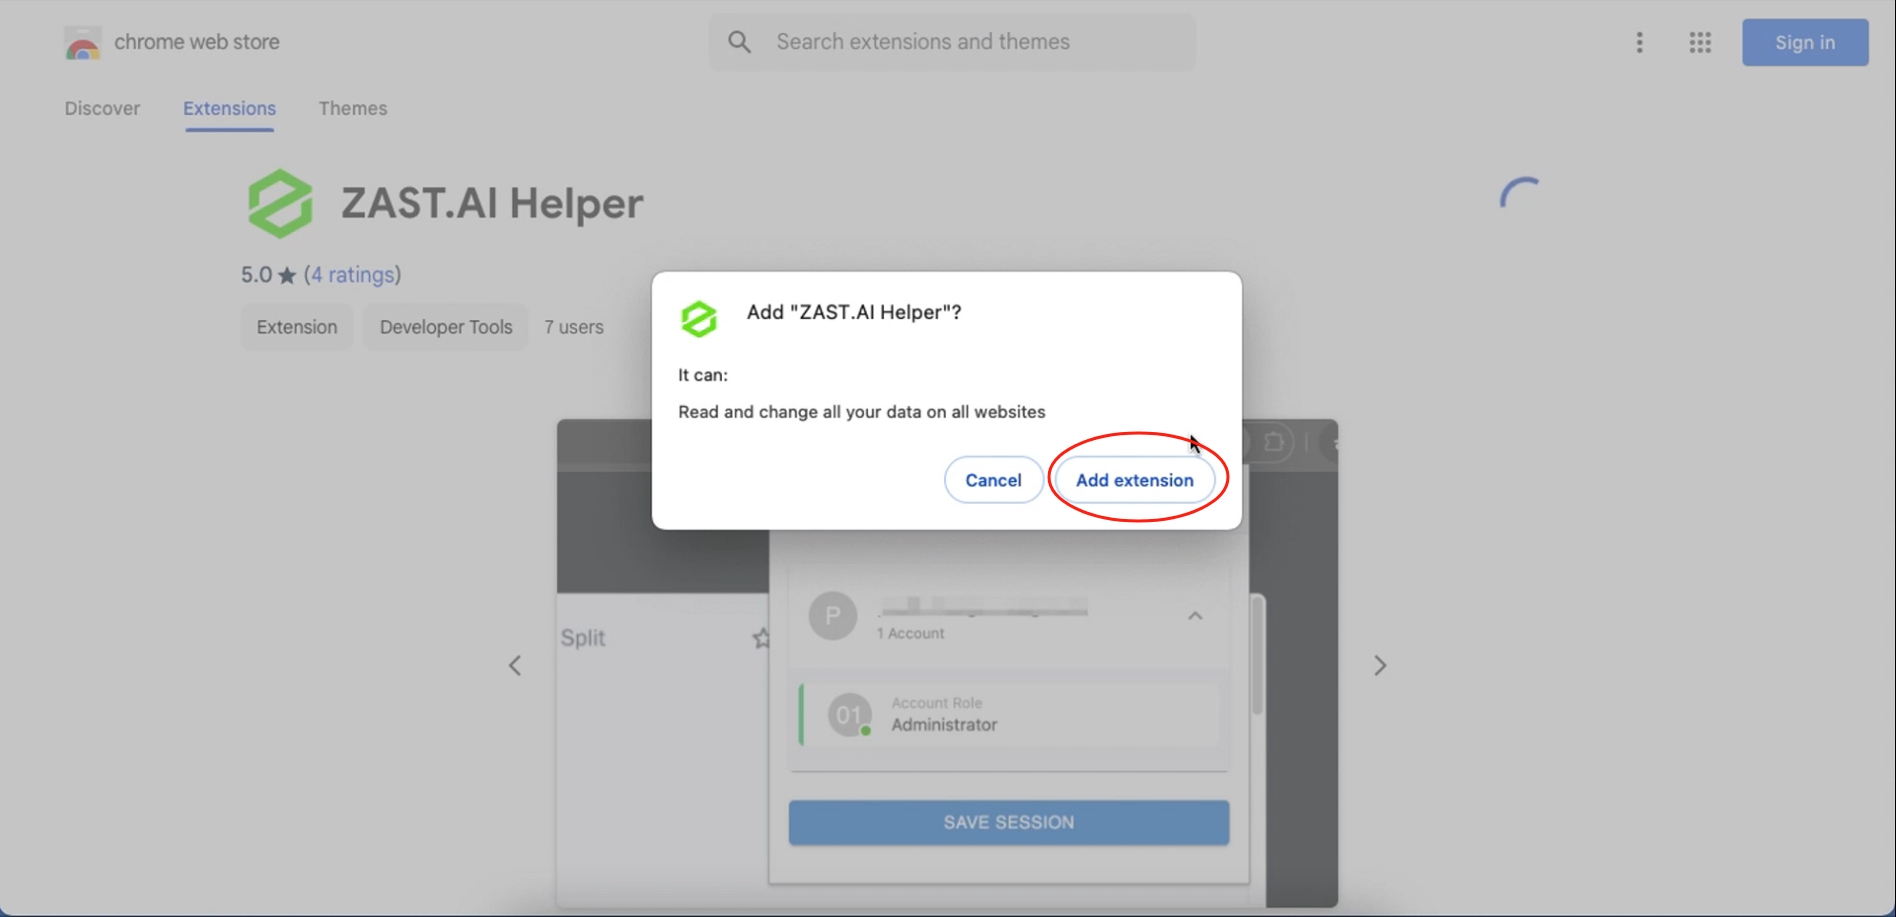 chrome web store
Search extensions and themes
Sign in
Discover Extensions Themes
ZAST.AI Helper
5.0 ★ (4 ratings)
Extension Developer Tools 7 users
Add "ZAST.AI Helper"?
It can:
Read and change all your data on all websites
Cancel Add extension
Split
P
1 Account
01
Account Role
Administrator
SAVE SESSION